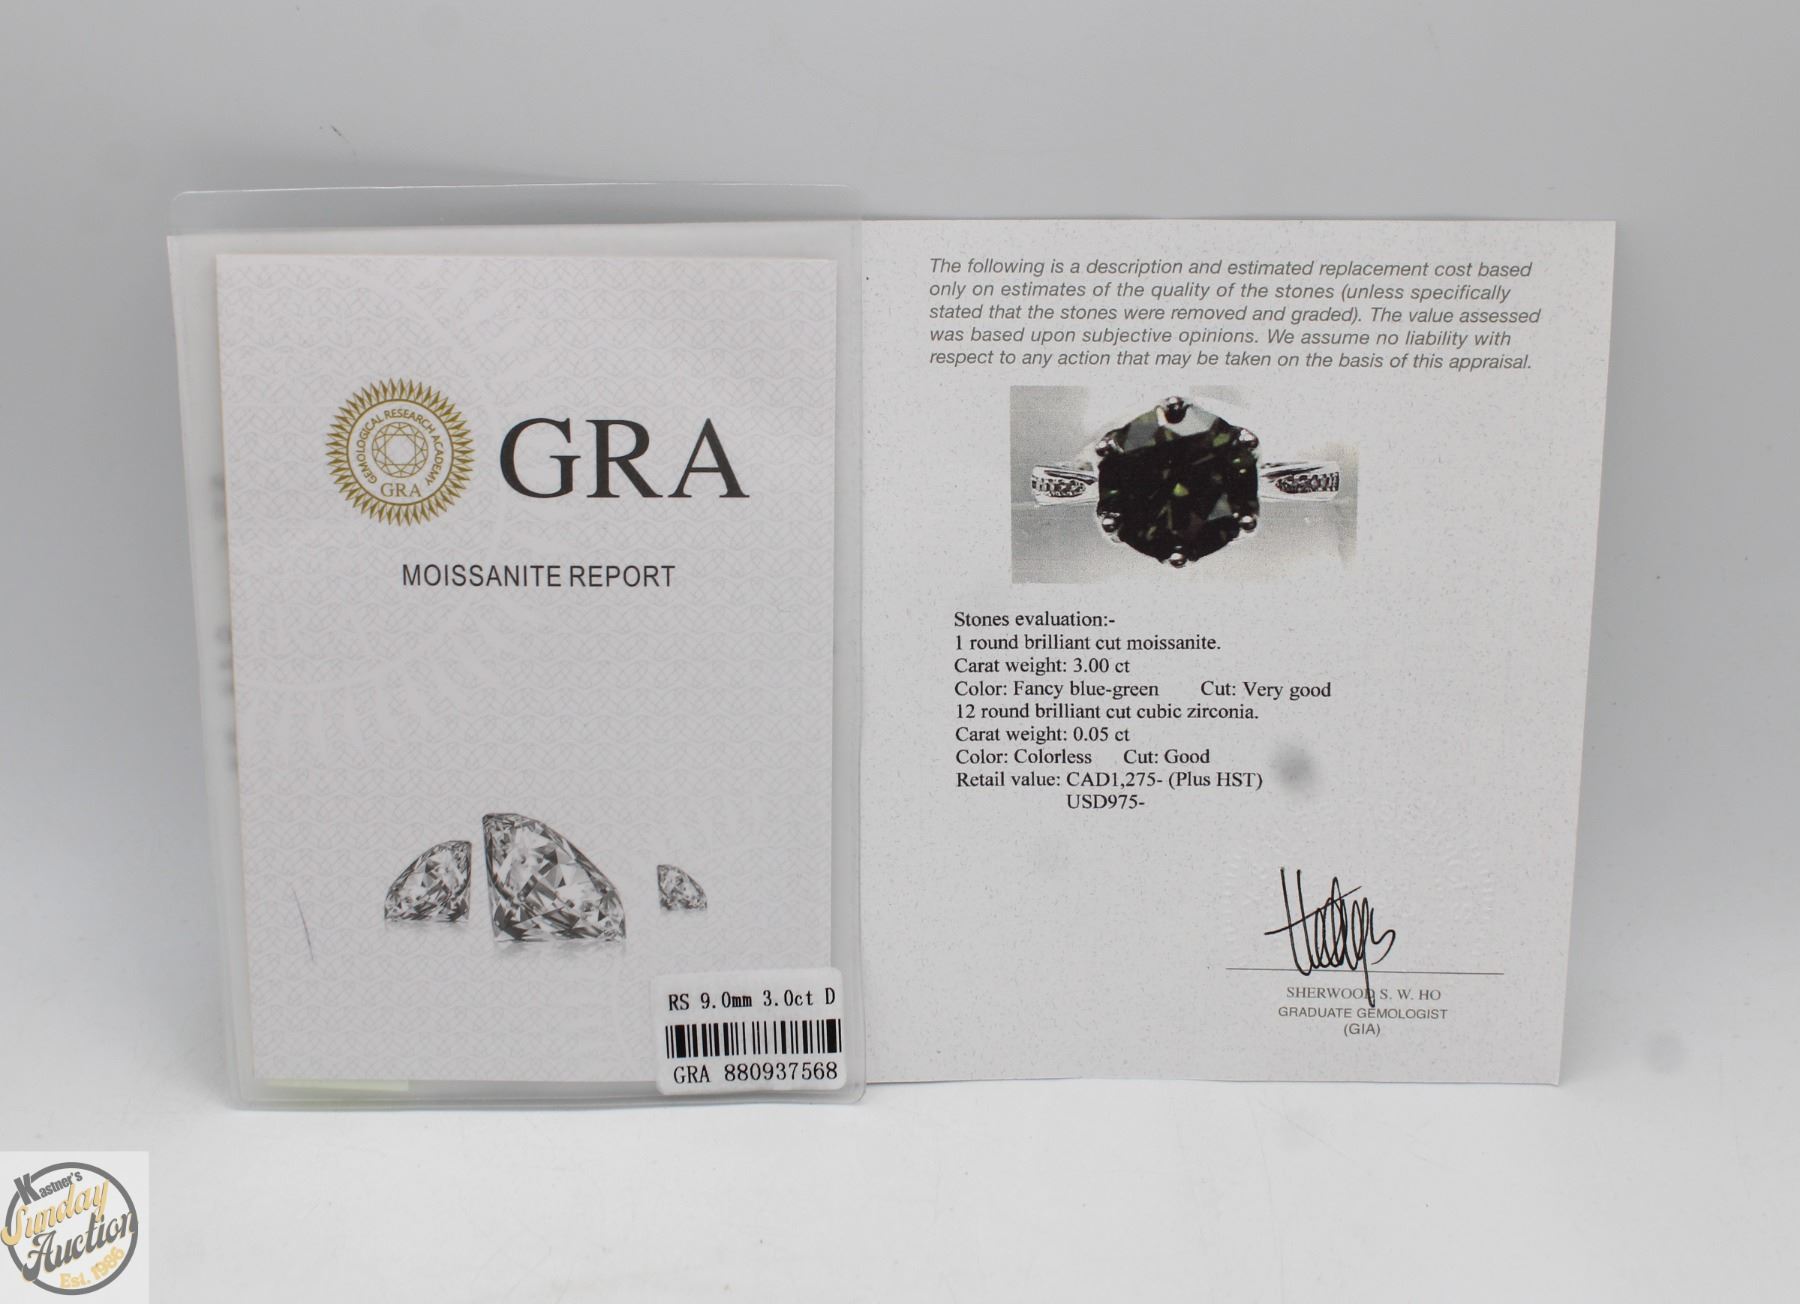 GEMOLOGICAL RESEARCH ACADEMY
GRA
GRA
MOISSANITE REPORT
RS 9.0mm 3.0ct D
GRA 880937568
The following is a description and estimated replacement cost based
only on estimates of the quality of the stones (unless specifically
stated that the stones were removed and graded). The value assessed
was based upon subjective opinions. We assume no liability with
respect to any action that may be taken on the basis of this appraisal.
Stones evaluation:-
1 round brilliant cut moissanite.
Carat weight: 3.00 ct
Color: Fancy blue-green Cut: Very good
12 round brilliant cut cubic zirconia.
Carat weight: 0.05 ct
Color: Colorless Cut: Good
Retail value: CAD1,275- (Plus HST)
USD975-
SHERWOOD S. W. HO
GRADUATE GEMOLOGIST
(GIA)
Kastner's
Sunday
Auction
Est. 1986